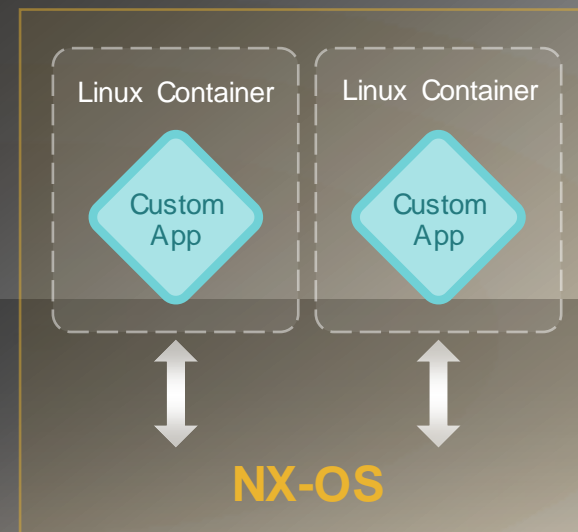 Linux Container
Linux Container
Custom
App
Custom
App
NX-OS